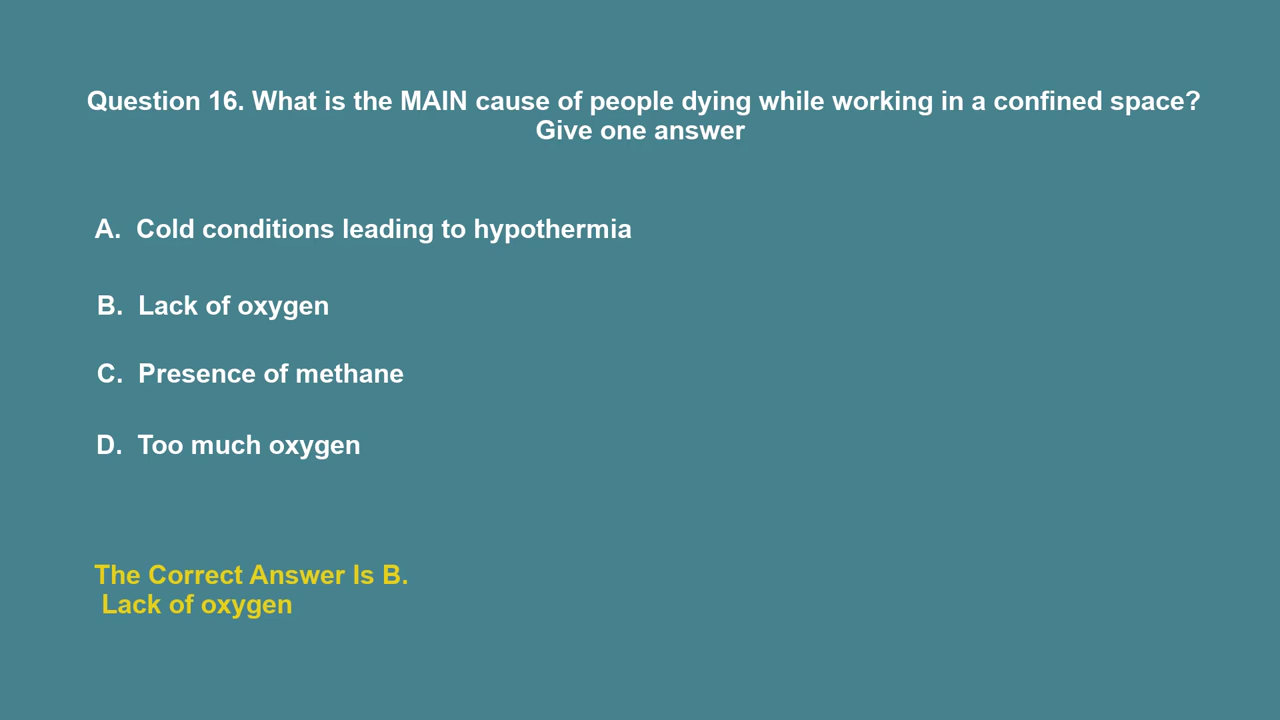 Question 16. What is the MAIN cause of people dying while working in a confined space?
Give one answer
A. Cold conditions leading to hypothermia
B. Lack of oxygen
C. Presence of methane
D. Too much oxygen
The Correct Answer Is B.
Lack of oxygen